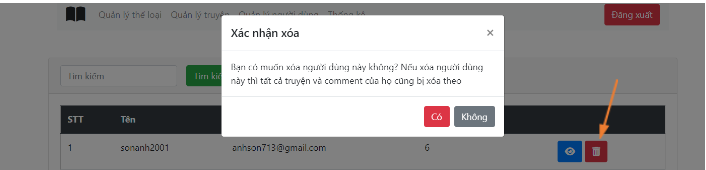 Quản lý thể loại Quản lý truyện Quản lý người dùng Thống kê Đăng xuất
Xác nhận xóa ×
Bạn có muốn xóa người dùng này không? Nếu xóa người dùng
này thì tất cả truyện và comment của họ cũng bị xóa theo
Tìm kiếm Tìm ki
Có Không
STT Tên
1 sonanh2001 anhson713@gmail.com 6